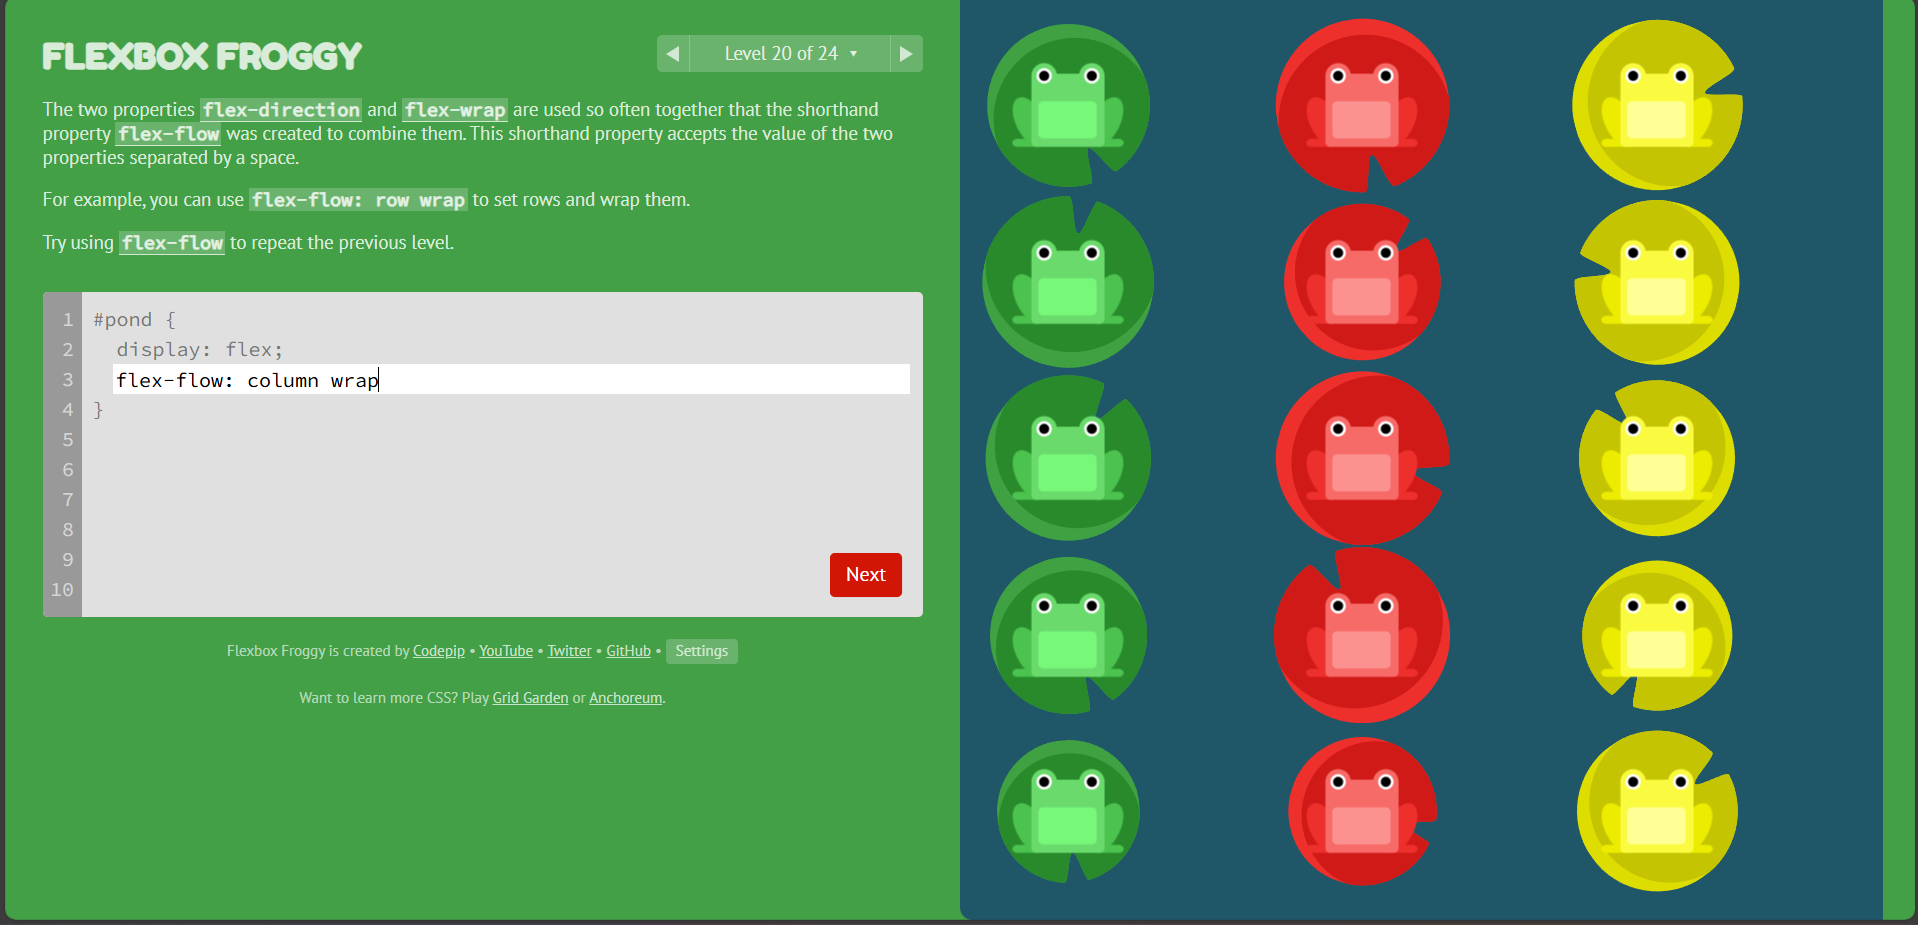 FLEXBOX FROGGY
Level 20 of 24
The two properties flex-direction and flex-wrap are used so often together that the shorthand
property flex-flow was created to combine them. This shorthand property accepts the value of the two
properties separated by a space.
For example, you can use flex-flow: row wrap to set rows and wrap them.
Try using flex-flow to repeat the previous level.
1 #pond {
2 display: flex;
3 flex-flow: column wrap
4 }
5
6
7
8
9
10
Next
Flexbox Froggy is created by Codepip • YouTube • Twitter • GitHub • Settings
Want to learn more CSS? Play Grid Garden or Anchoreum.